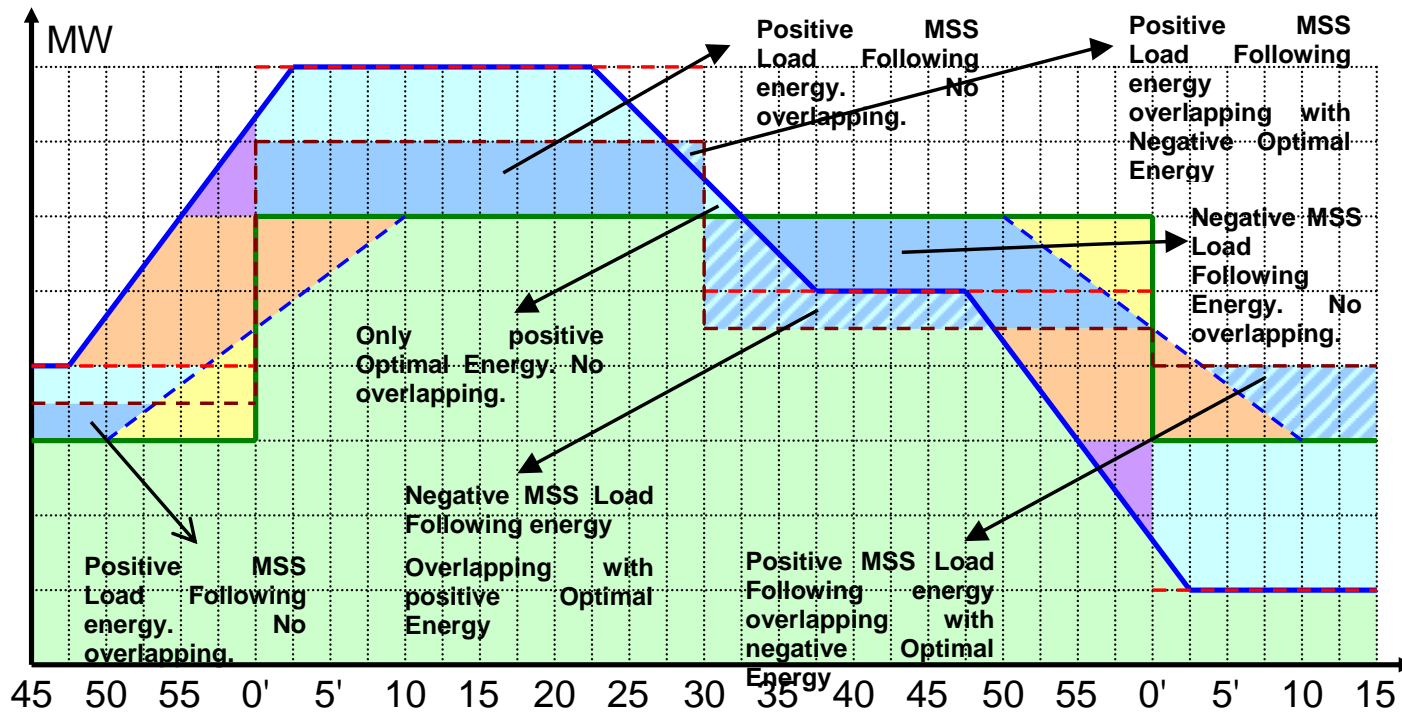 MW
Positive MSS
Load Following
energy. No
overlapping.
Positive MSS
Load Following
energy
overlapping with
Negative Optimal
Energy
Negative MSS
Load
Following
Energy. No
overlapping.
Only positive
Optimal Energy. No
overlapping.
Negative MSS Load
Following energy
Overlapping with
positive Optimal
Energy
Positive MSS
Load Following
energy. No
overlapping.
Positive MSS Load
Following energy
overlapping with
negative Optimal
Energy
45 50 55 0' 5' 10 15 20 25 30 35 40 45 50 55 0' 5' 10 15